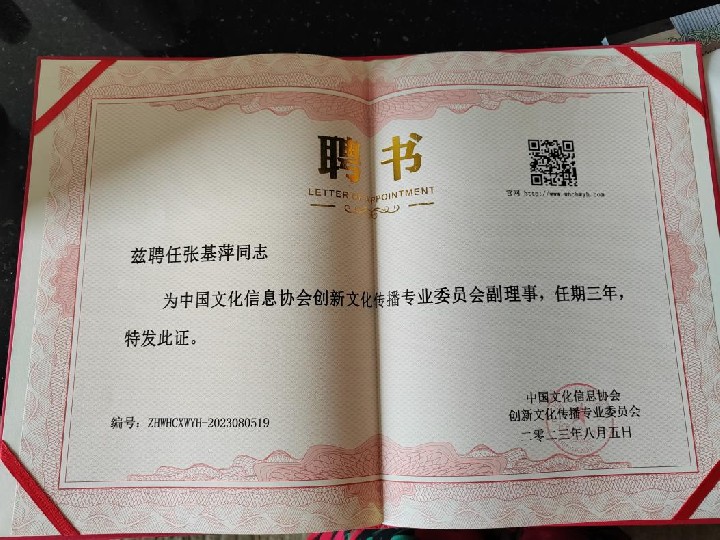 聘书
LETTER OF APPOINTMENT
官网
兹聘任张基萍同志
为中国文化信息协会创新文化传播专业委员会副理事，任期三年，
特发此证。
编号：ZHWHCXWYH-2023080519
中国文化信息协会
创新文化传播专业委员会
二零二三年八月五日